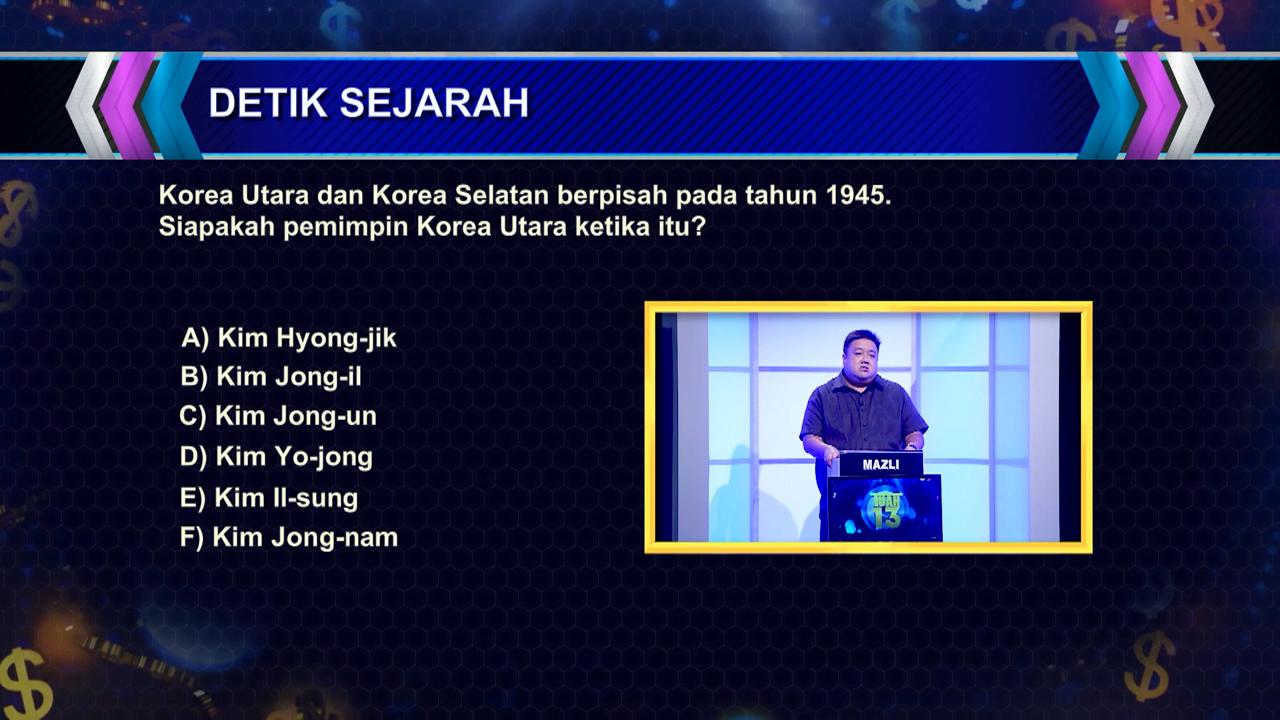 DETIK SEJARAH
Korea Utara dan Korea Selatan berpisah pada tahun 1945.
Siapakah pemimpin Korea Utara ketika itu?
A) Kim Hyong-jik
B) Kim Jong-il
C) Kim Jong-un
D) Kim Yo-jong
E) Kim Il-sung
F) Kim Jong-nam
MAZLI
TUAH
13